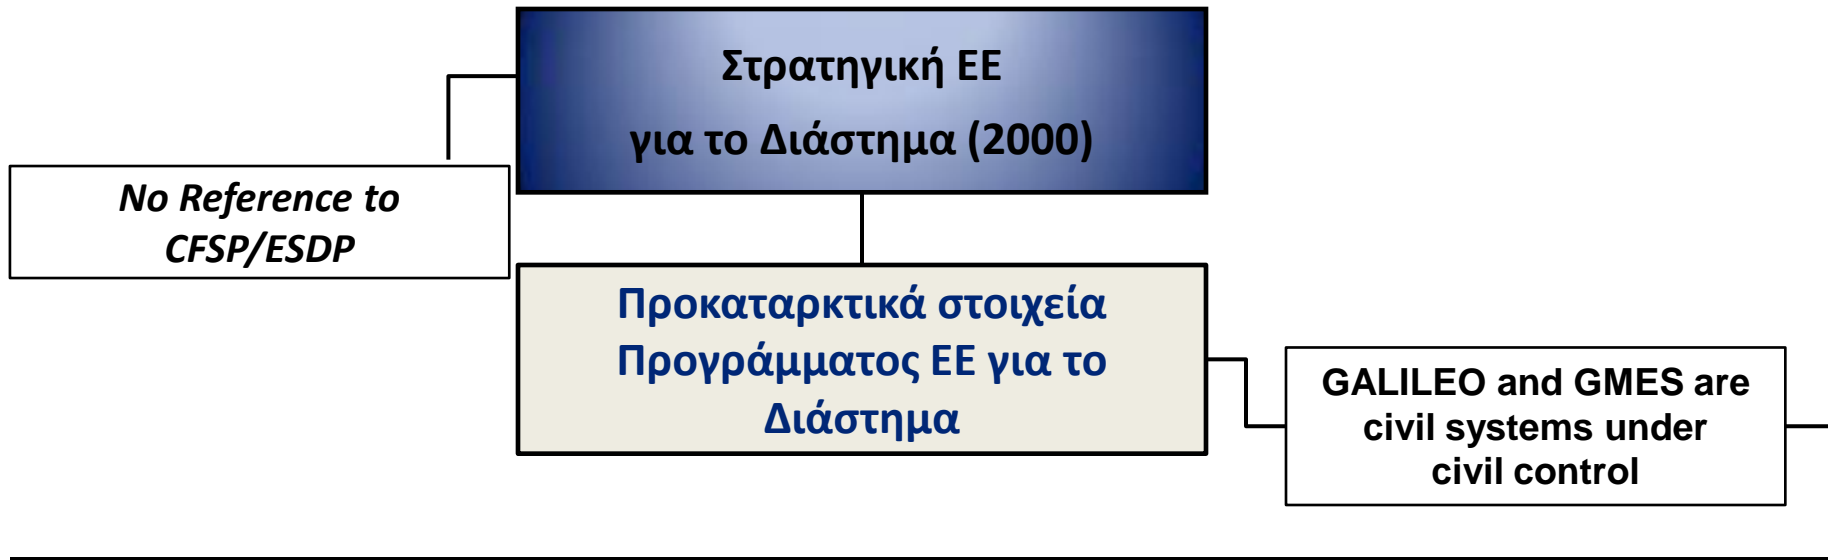 Στρατηγική ΕΕ
για το Διάστημα (2000)
No Reference to
CFSP/ESDP
Προκαταρκτικά στοιχεία
Προγράμματος ΕΕ για το
Διάστημα
GALILEO and GMES are
civil systems under
civil control